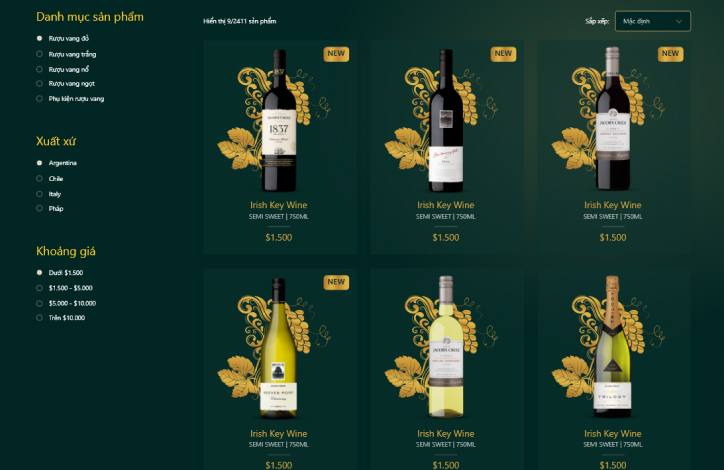 Danh mục sản phẩm
Rượu vang đỏ
Rượu vang trắng
Rượu vang nổ
Rượu vang ngọt
Phụ kiện rượu vang
Xuất xứ
Argentina
Chile
Italy
Pháp
Khoảng giá
Dưới $1.500
$1.500 - $5.000
$5.000 - $10.000
Trên $10.000
Hiển thị 9/2411 sản phẩm
Sắp xếp:
Mặc định
NEW
1837
1837
Irish Key Wine
SEMI SWEET | 750ML
$1.500
NEW
Irish Key Wine
SEMI SWEET | 750ML
$1.500
NEW
JACOB'S CREEK
Irish Key Wine
SEMI SWEET | 750ML
$1.500
NEW
Irish Key Wine
SEMI SWEET | 750ML
$1.500
JACOB'S CREEK
Irish Key Wine
SEMI SWEET | 750ML
$1.500
TRILOGY
TRILOGY
Irish Key Wine
SEMI SWEET | 750ML
$1.500